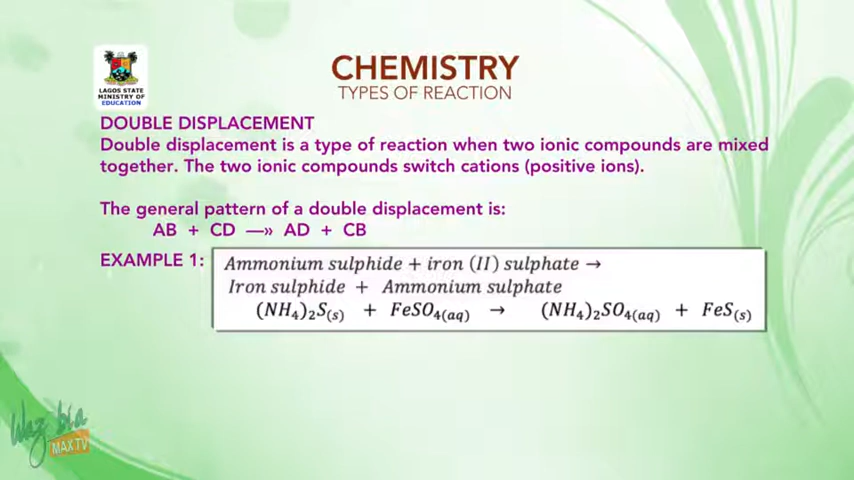 LAGOS STATE
MINISTRY OF
EDUCATION
CHEMISTRY
TYPES OF REACTION
DOUBLE DISPLACEMENT
Double displacement is a type of reaction when two ionic compounds are mixed
together. The two ionic compounds switch cations (positive ions).
The general pattern of a double displacement is:
AB + CD —» AD + CB
EXAMPLE 1:
Ammonium sulphide + iron (II) sulphate →
Iron sulphide + Ammonium sulphate
(NH₄)₂S₍s₎ + FeSO₄₍aq₎ → (NH₄)₂SO₄₍aq₎ + FeS₍s₎
Waz bia
MAX TV